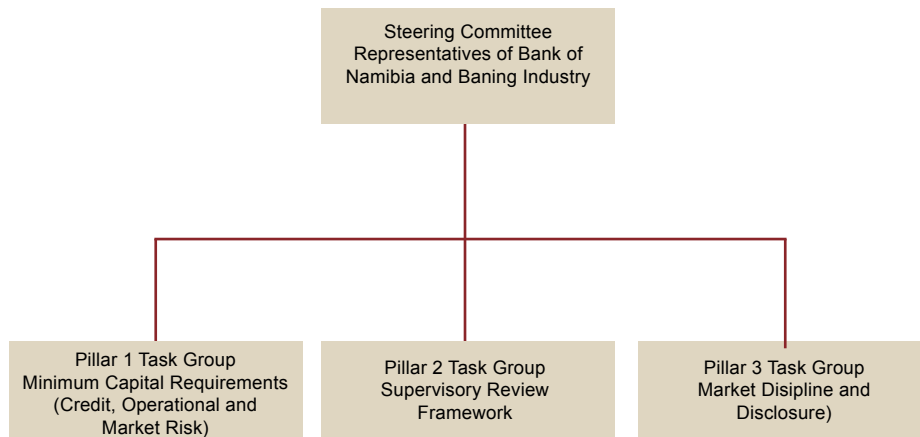 Steering Committee
Representatives of Bank of
Namibia and Baning Industry
Pillar 1 Task Group
Minimum Capital Requirements
(Credit, Operational and
Market Risk)
Pillar 2 Task Group
Supervisory Review
Framework
Pillar 3 Task Group
Market Disipline and
Disclosure)